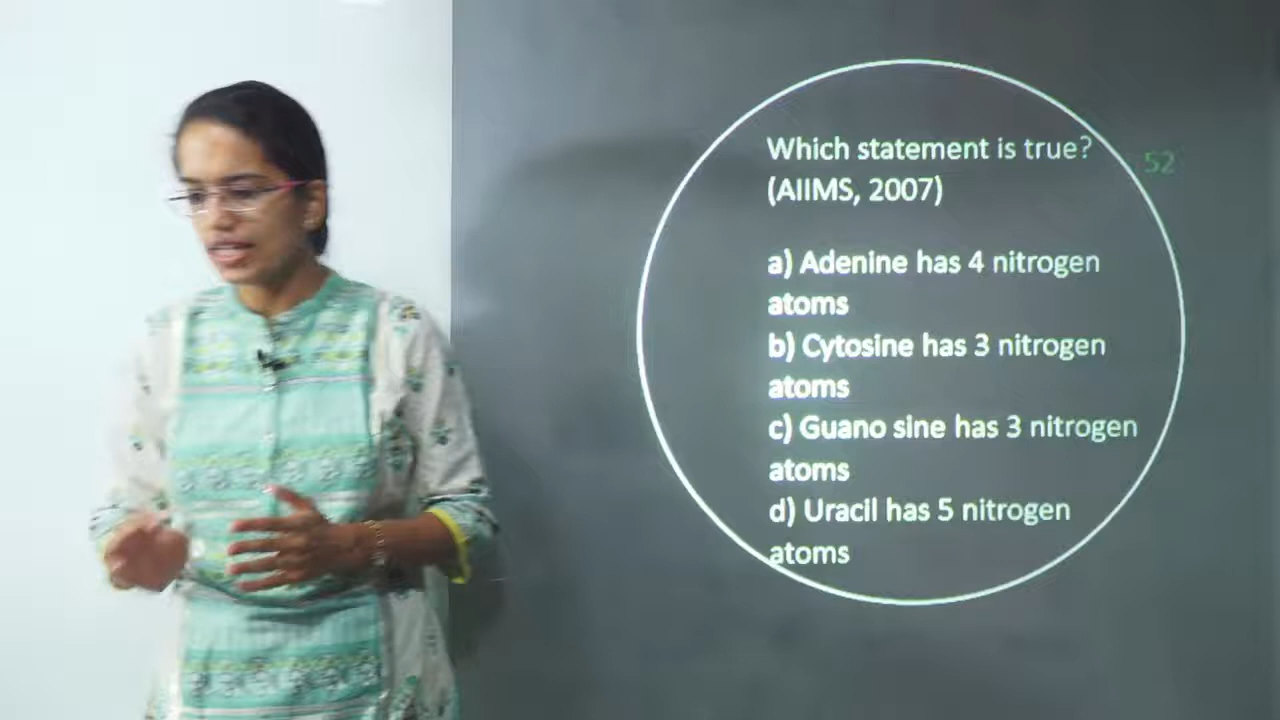 Which statement is true?
52
(AIIMS, 2007)
a) Adenine has 4 nitrogen
atoms
b) Cytosine has 3 nitrogen
atoms
c) Guano sine has 3 nitrogen
atoms
d) Uracil has 5 nitrogen
atoms